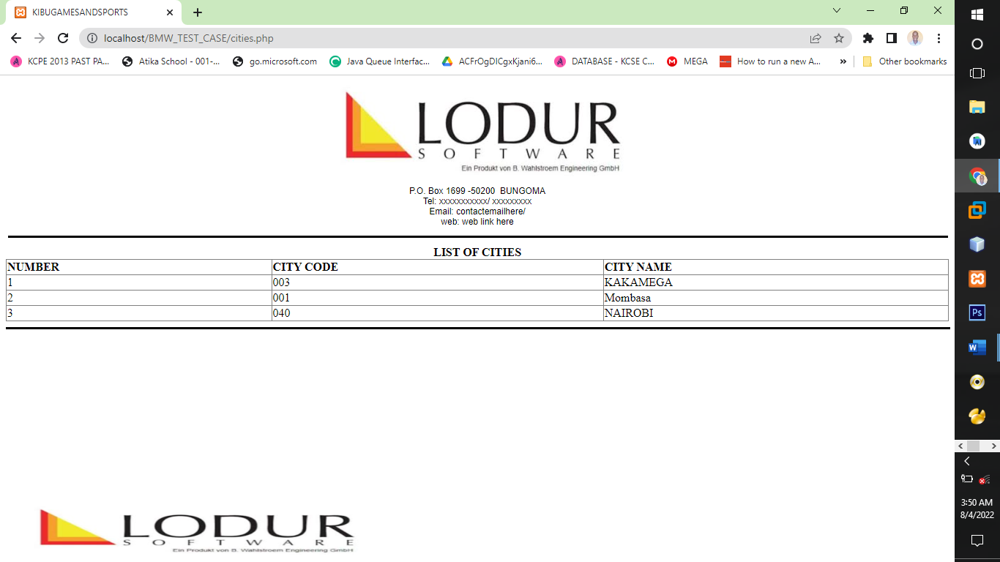 KIBUGAMESANDSPORTS
localhost/BMW_TEST_CASE/cities.php
KCPE 2013 PAST PA... Atika School - 001-... go.microsoft.com Java Queue Interfac... ACFrOgDICgxKjani6... DATABASE - KCSE C... MEGA How to run a new A... » Other bookmarks
LODUR
SOFTWARE
Ein Produkt von B. Wahlstroem Engineering GmbH
P.O. Box 1699 -50200 BUNGOMA
Tel: xxxxxxxxxxx/ xxxxxxxxx
Email: contactemailhere/
web: web link here
LIST OF CITIES
NUMBER CITY CODE CITY NAME
1 003 KAKAMEGA
2 001 Mombasa
3 040 NAIROBI
LODUR
SOFTWARE
Ein Produkt von B. Wahlstroem Engineering GmbH
AI
Ps
W
3:50 AM
8/4/2022